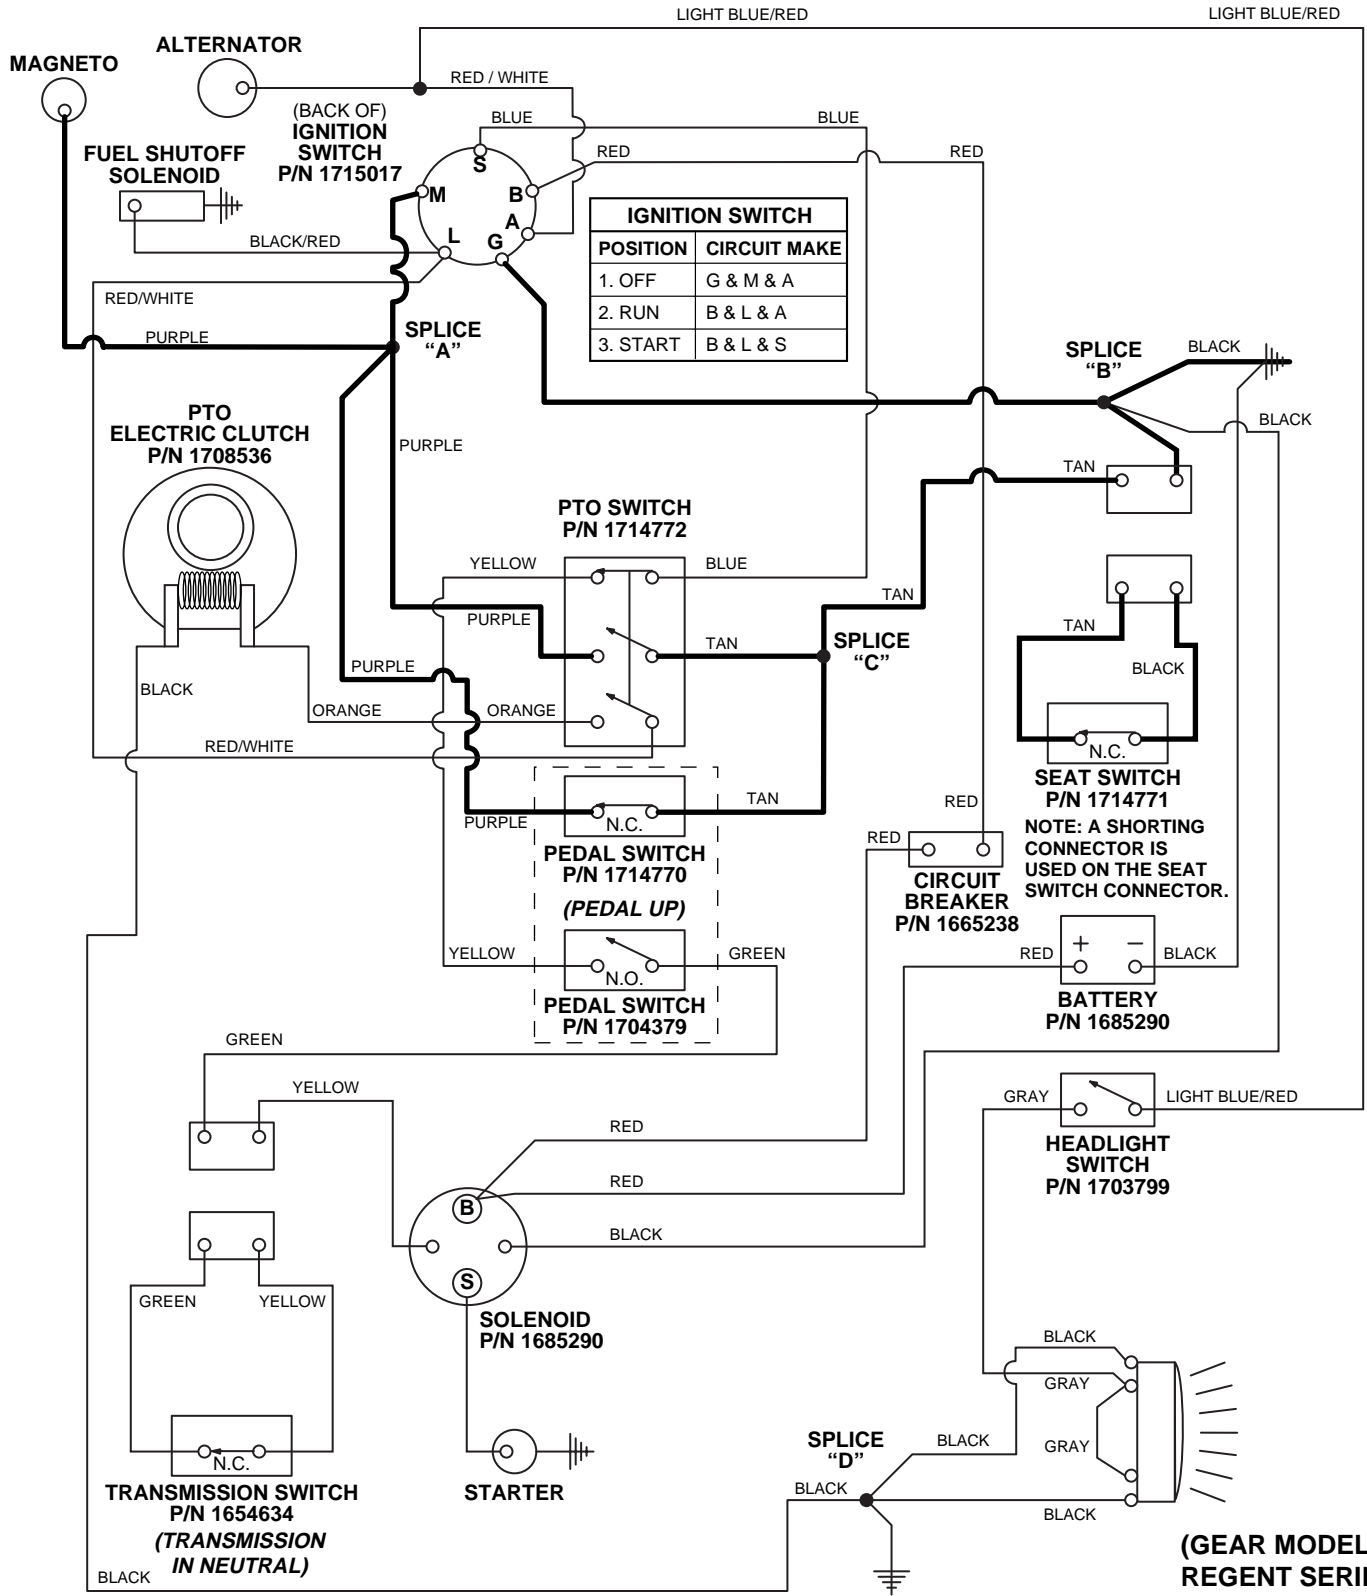 LIGHT BLUE/RED
LIGHT BLUE/RED
ALTERNATOR
MAGNETO
RED / WHITE
(BACK OF)
IGNITION
SWITCH
P/N 1715017
BLUE
BLUE
FUEL SHUTOFF
SOLENOID
RED
RED
S
M
B
A
L
G
BLACK/RED
IGNITION SWITCH
POSITION CIRCUIT MAKE
1. OFF G & M & A
2. RUN B & L & A
3. START B & L & S
RED/WHITE
PURPLE
SPLICE
“A”
SPLICE
“B”
BLACK
BLACK
PTO
ELECTRIC CLUTCH
P/N 1708536
PURPLE
TAN
PTO SWITCH
P/N 1714772
YELLOW
BLUE
TAN
PURPLE
TAN
SPLICE
“C”
TAN
BLACK
PURPLE
BLACK
ORANGE
ORANGE
RED/WHITE
N.C.
SEAT SWITCH
P/N 1714771
NOTE: A SHORTING
CONNECTOR IS
USED ON THE SEAT
SWITCH CONNECTOR.
TAN
RED
PURPLE
N.C.
PEDAL SWITCH
P/N 1714770
(PEDAL UP)
RED
CIRCUIT
BREAKER
P/N 1665238
YELLOW
GREEN
N.O.
PEDAL SWITCH
P/N 1704379
RED
+ −
BLACK
BATTERY
P/N 1685290
GREEN
YELLOW
GRAY
LIGHT BLUE/RED
HEADLIGHT
SWITCH
P/N 1703799
RED
RED
B
BLACK
S
GREEN
YELLOW
SOLENOID
P/N 1685290
BLACK
GRAY
N.C.
TRANSMISSION SWITCH
P/N 1654634
(TRANSMISSION
IN NEUTRAL)
STARTER
SPLICE
“D”
BLACK
GRAY
BLACK
BLACK
BLACK
(GEAR MODEL
REGENT SERI